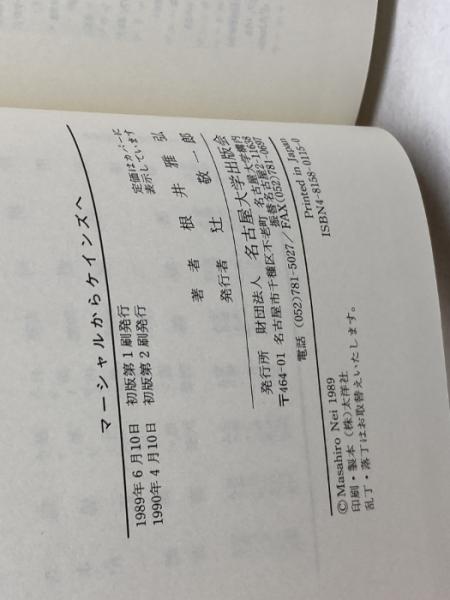 マーシャルからケインズへ
1989年6月10日 初版第1刷発行
1990年4月10日 初版第2刷発行
定価はカバーに
表示しています
著者 根井雅弘
発行者 辻敬一郎
発行所 財団法人 名古屋大学出版会
〒464-01 名古屋市千種区不老町 名古屋大学構内
電話 (052)781-5027/FAX(052)781-0697
Printed in Japan
ISBN4-8158-0115-0
©Masahiro Nei 1989
印刷・製本 (株)太洋社
乱丁・落丁はお取替えいたします。